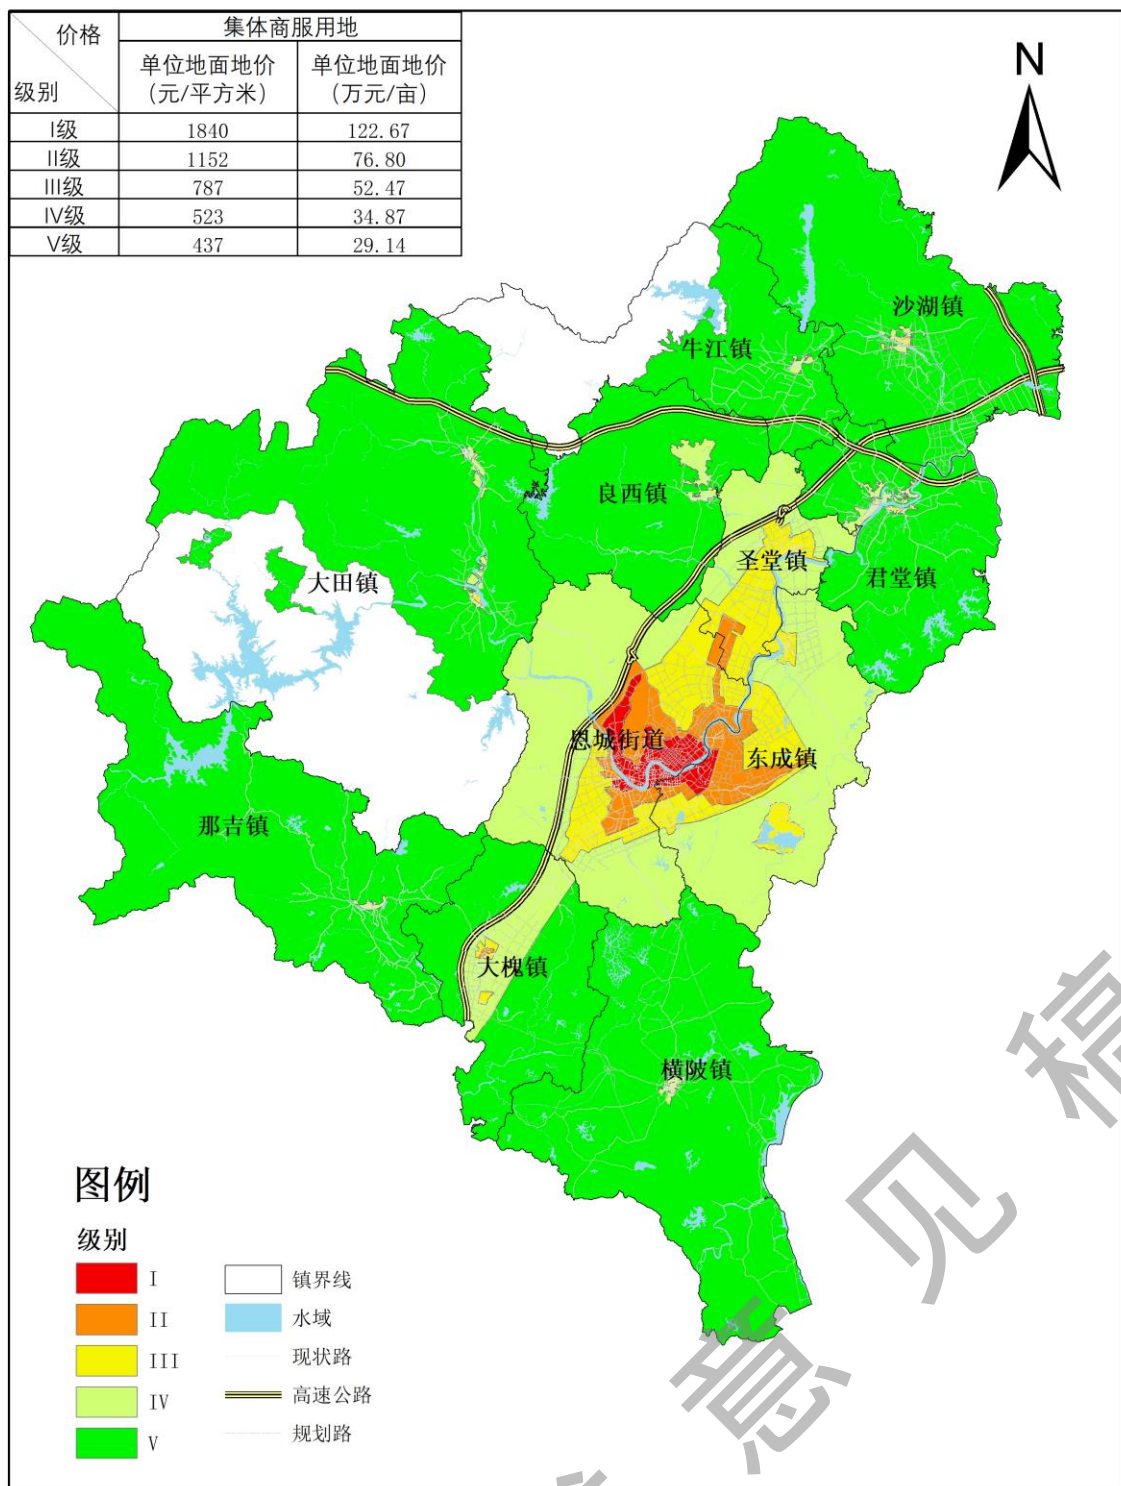 价格 集体商服用地
级别 单位地面地价（元/平方米） 单位地面地价（万元/亩）
I级 1840 122.67
II级 1152 76.80
III级 787 52.47
IV级 523 34.87
V级 437 29.14
N
沙湖镇
牛江镇
良西镇
圣堂镇
君堂镇
大田镇
恩城街道
东成镇
那吉镇
大槐镇
横陂镇
图例
级别
I 镇界线
II 水域
III 现状路
IV 高速公路
V 规划路
意见稿